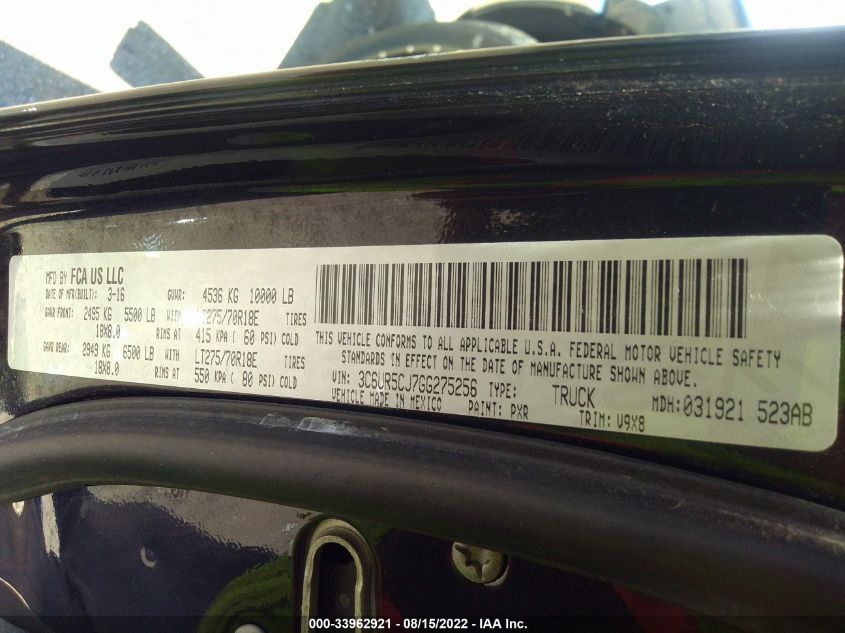 MFD BY FCA US LLC
DATE OF MFR(BUILT): 3-16 GVWR: 4536 KG 10000 LB
GAWR FRONT: 2495 KG 5500 LB WITH LT275/70R18E TIRES
18X8.0 RIMS AT 415 KPA ( 60 PSI) COLD
GAWR REAR: 2949 KG 6500 LB WITH LT275/70R18E TIRES
18X8.0 RIMS AT 550 KPA ( 80 PSI) COLD
THIS VEHICLE CONFORMS TO ALL APPLICABLE U.S.A. FEDERAL MOTOR VEHICLE SAFETY
STANDARDS IN EFFECT ON THE DATE OF MANUFACTURE SHOWN ABOVE.
VIN: 3C6UR5CJ7GG275256 TYPE: TRUCK MDH: 031921 523AB
VEHICLE MADE IN MEXICO PAINT: PXR TRIM: V9X8
000-33962921 - 08/15/2022 - IAA Inc.